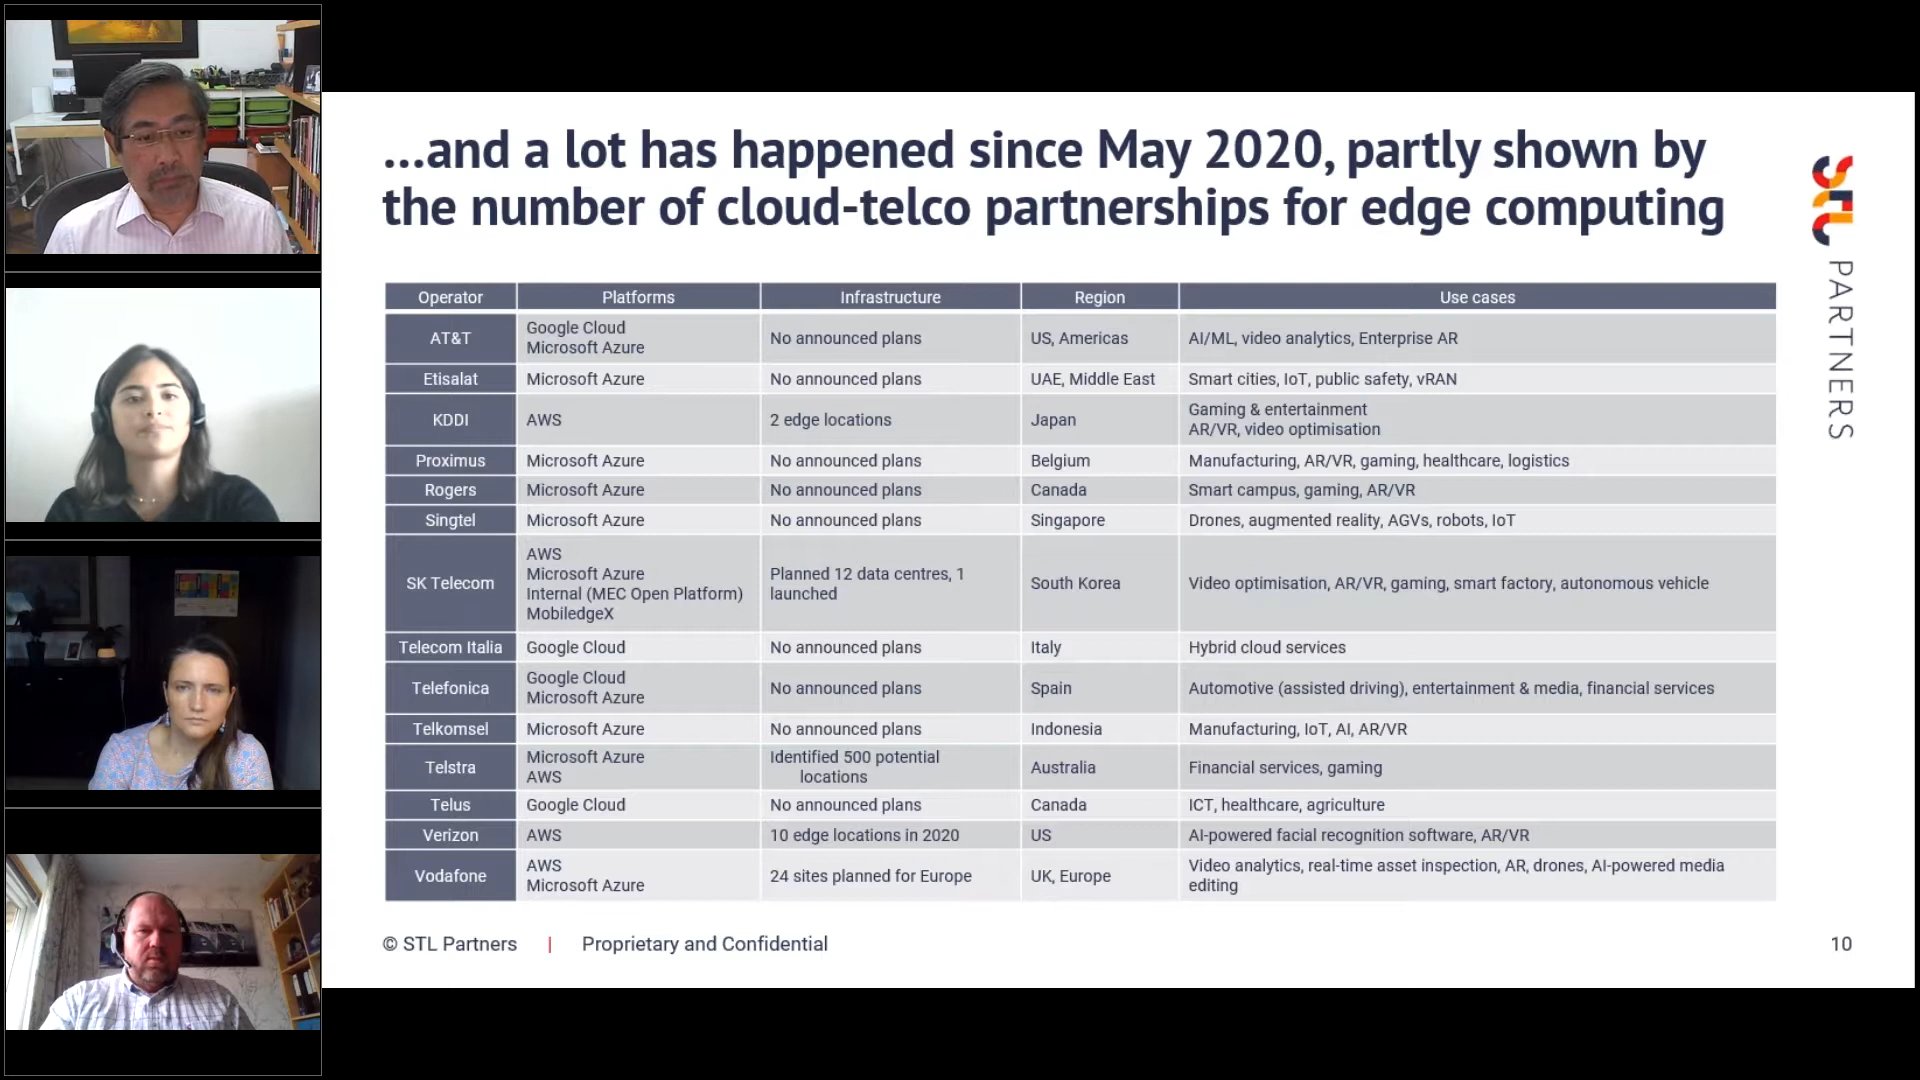 ...and a lot has happened since May 2020, partly shown by
the number of cloud-telco partnerships for edge computing
STL PARTNERS
Operator Platforms Infrastructure Region Use cases
AT&T
Google Cloud
Microsoft Azure
No announced plans
US, Americas
AI/ML, video analytics, Enterprise AR
Etisalat
Microsoft Azure
No announced plans
UAE, Middle East
Smart cities, IoT, public safety, vRAN
KDDI
AWS
2 edge locations
Japan
Gaming & entertainment
AR/VR, video optimisation
Proximus
Microsoft Azure
No announced plans
Belgium
Manufacturing, AR/VR, gaming, healthcare, logistics
Rogers
Microsoft Azure
No announced plans
Canada
Smart campus, gaming, AR/VR
Singtel
Microsoft Azure
No announced plans
Singapore
Drones, augmented reality, AGVs, robots, IoT
SK Telecom
AWS
Microsoft Azure
Internal (MEC Open Platform)
MobiledgeX
Planned 12 data centres, 1
launched
South Korea
Video optimisation, AR/VR, gaming, smart factory, autonomous vehicle
Telecom Italia
Google Cloud
No announced plans
Italy
Hybrid cloud services
Telefonica
Google Cloud
Microsoft Azure
No announced plans
Spain
Automotive (assisted driving), entertainment & media, financial services
Telkomsel
Microsoft Azure
No announced plans
Indonesia
Manufacturing, IoT, AI, AR/VR
Telstra
Microsoft Azure
AWS
Identified 500 potential
locations
Australia
Financial services, gaming
Telus
Google Cloud
No announced plans
Canada
ICT, healthcare, agriculture
Verizon
AWS
10 edge locations in 2020
US
AI-powered facial recognition software, AR/VR
Vodafone
AWS
Microsoft Azure
24 sites planned for Europe
UK, Europe
Video analytics, real-time asset inspection, AR, drones, AI-powered media
editing
© STL Partners | Proprietary and Confidential
10